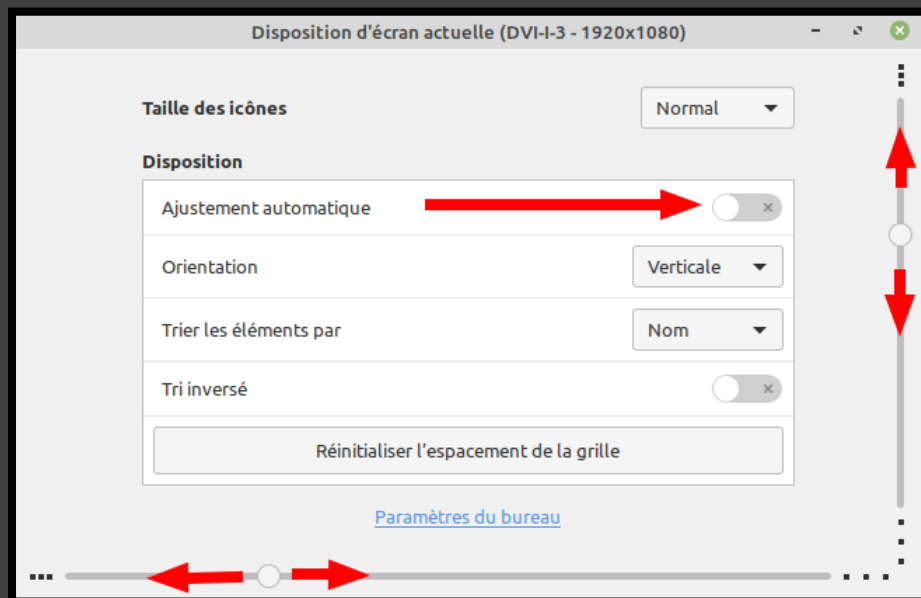 Disposition d'écran actuelle (DVI-I-3 - 1920x1080)
Taille des icônes Normal
Disposition
Ajustement automatique
Orientation Verticale
Trier les éléments par Nom
Tri inversé
Réinitialiser l’espacement de la grille
Paramètres du bureau